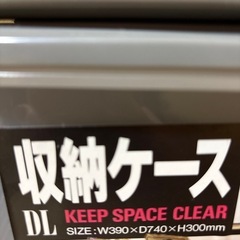 収納ケース
DL KEEP SPACE CLEAR
SIZE:W390×D740×H300mm